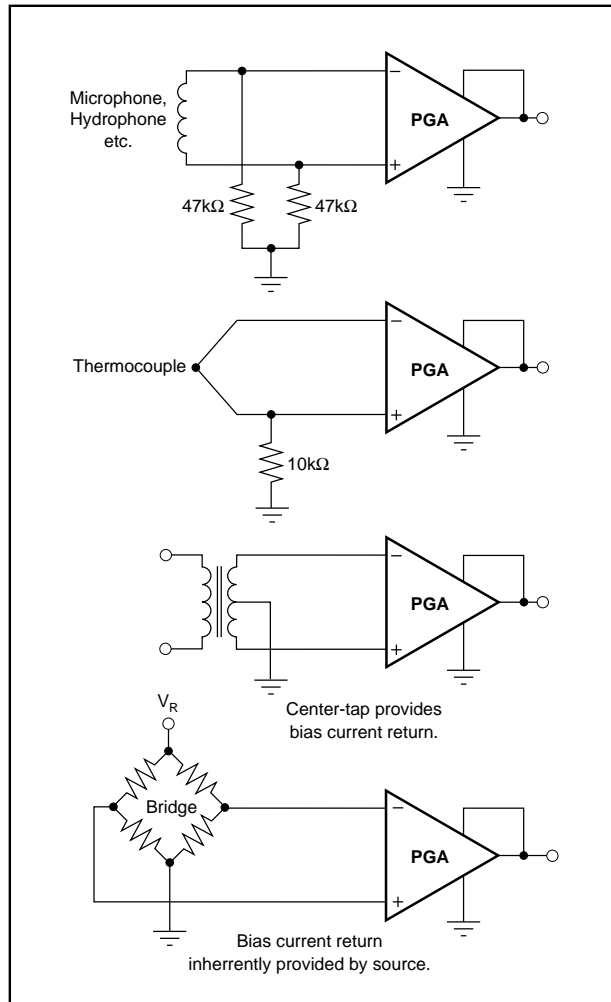 Microphone,
Hydrophone
etc.
−
PGA
+
47kΩ
47kΩ
Thermocouple
−
PGA
+
10kΩ
−
PGA
+
Center-tap provides
bias current return.
VR
Bridge
−
PGA
+
Bias current return
inherrently provided by source.